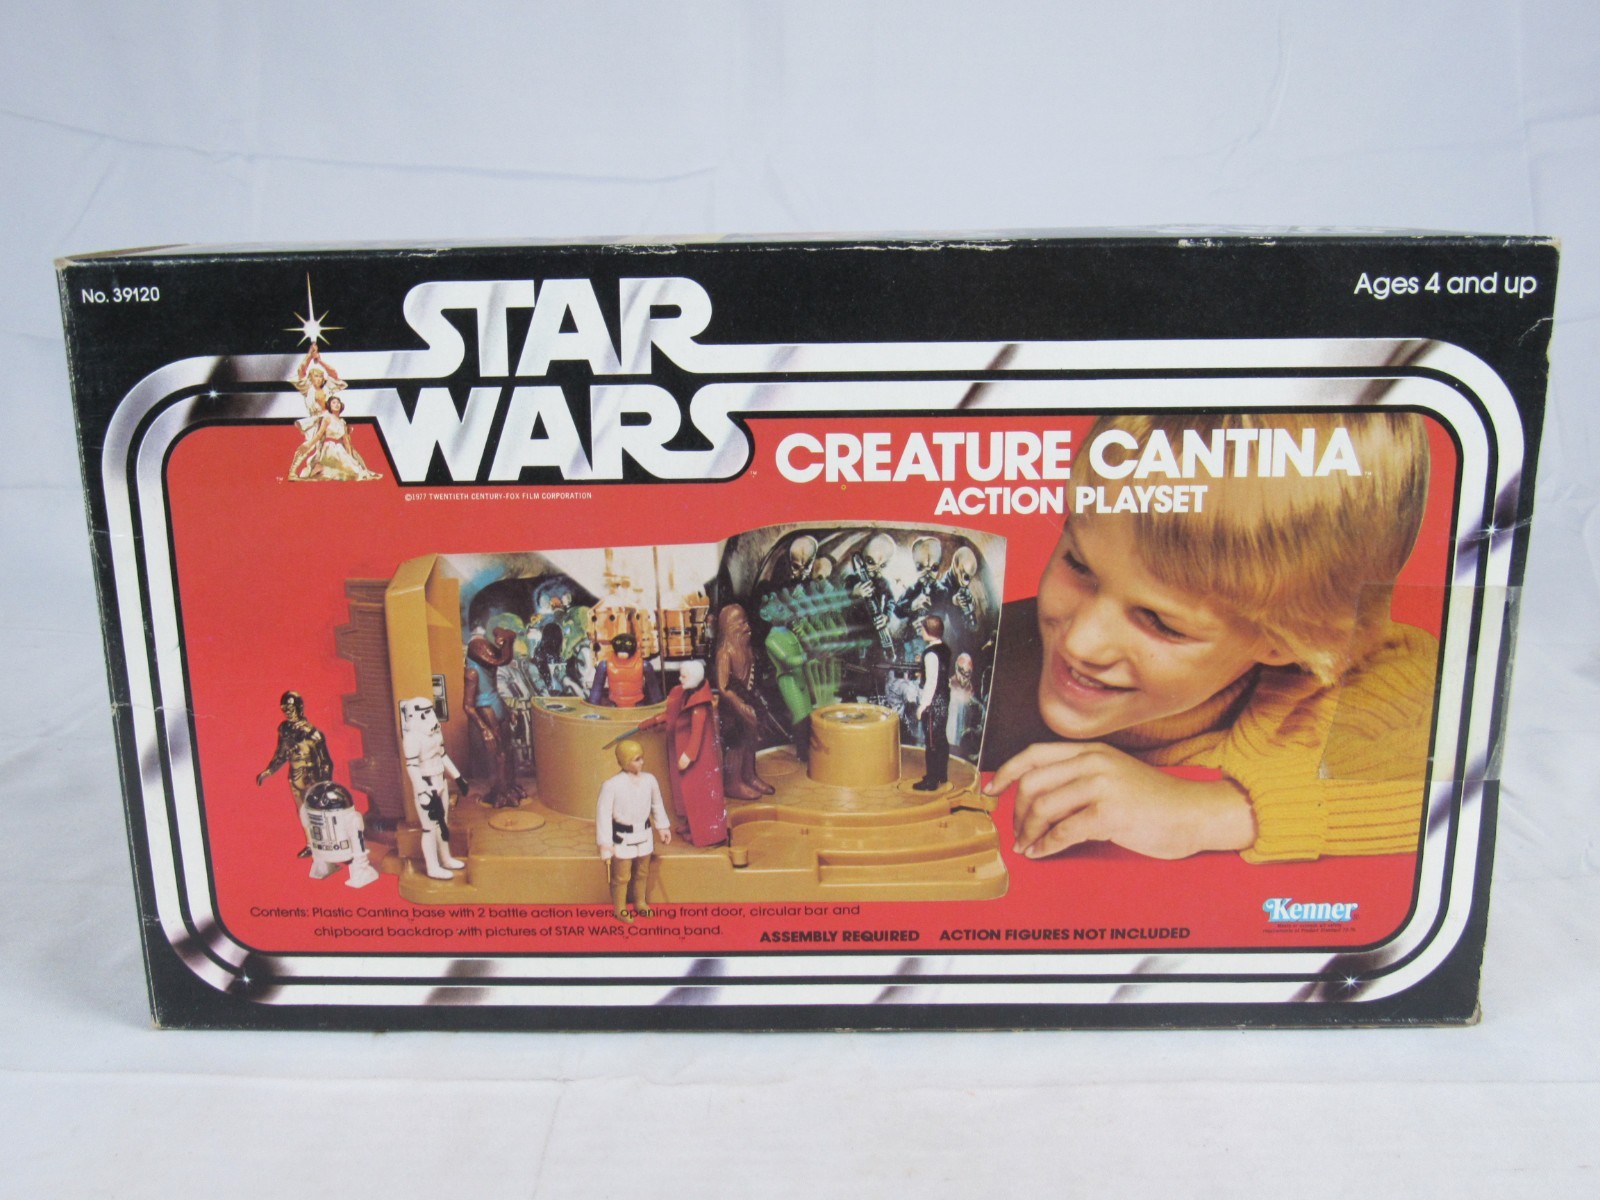 No. 39120
Ages 4 and up
STAR
WARS
™
©1977 TWENTIETH CENTURY-FOX FILM CORPORATION
CREATURE CANTINA
ACTION PLAYSET
Contents: Plastic Cantina base with 2 battle action levers, opening front door, circular bar and
chipboard backdrop with pictures of STAR WARS Cantina band.
ASSEMBLY REQUIRED ACTION FIGURES NOT INCLUDED
Kenner